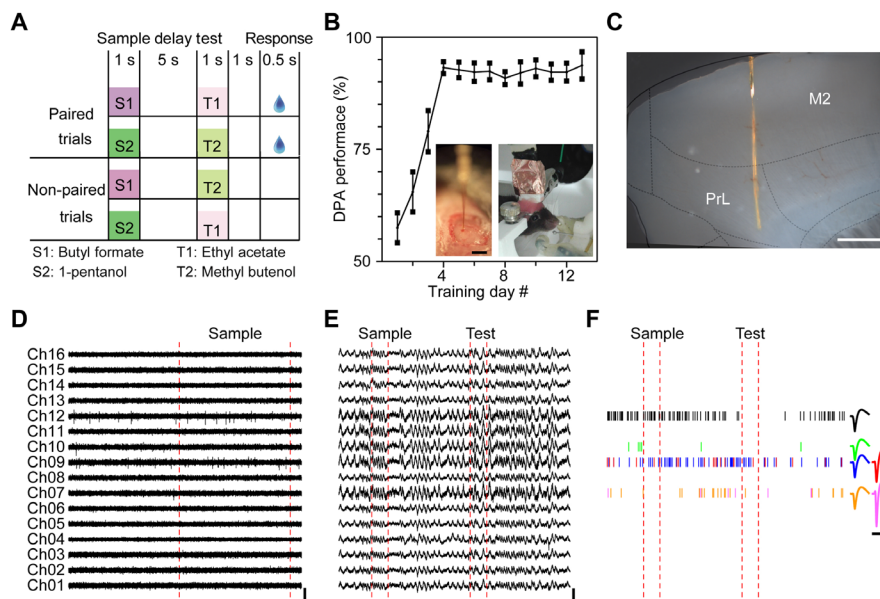 A
Sample delay test Response
1 s 5 s 1 s 1 s 0.5 s
Paired
trials
S1 T1
S2 T2
Non-paired
trials
S1 T2
S2 T1
S1: Butyl formate T1: Ethyl acetate
S2: 1-pentanol T2: Methyl butenol
B
DPA performace (%)
100
75
50
0 4 8 12
Training day #
C
M2
PrL
D
Sample
Ch16
Ch15
Ch14
Ch13
Ch12
Ch11
Ch10
Ch09
Ch08
Ch07
Ch06
Ch05
Ch04
Ch03
Ch02
Ch01
E
Sample Test
F
Sample Test